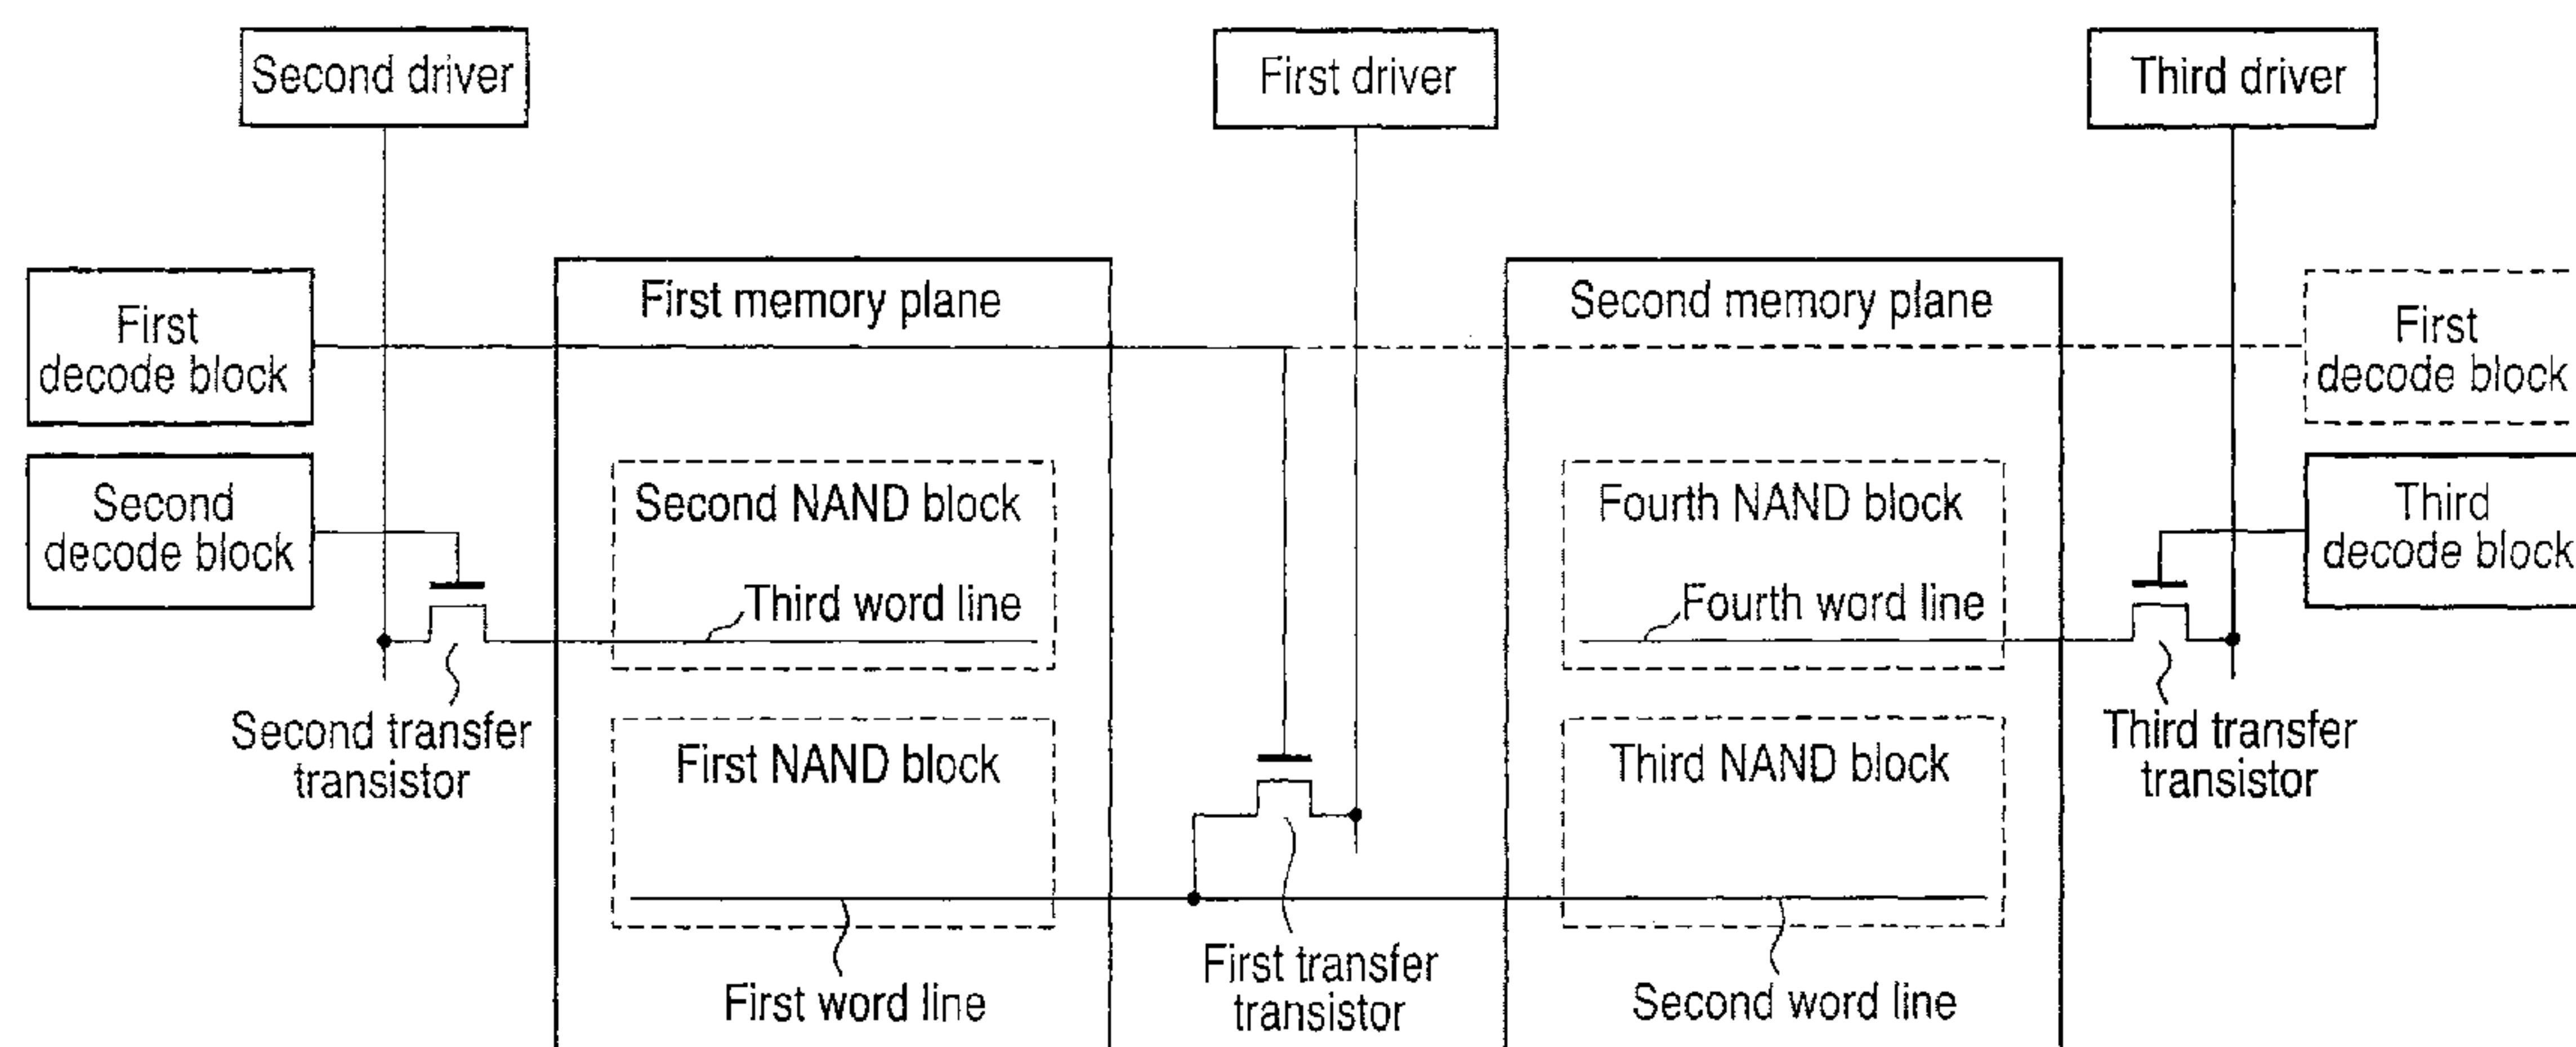 Second driver
First driver
Third driver
First
decode block
First memory plane
Second memory plane
First
decode block
Second
decode block
Second NAND block
Third word line
Fourth NAND block
Fourth word line
Third
decode block
Second transfer
transistor
First NAND block
Third NAND block
Third transfer
transistor
First word line
First transfer
transistor
Second word line